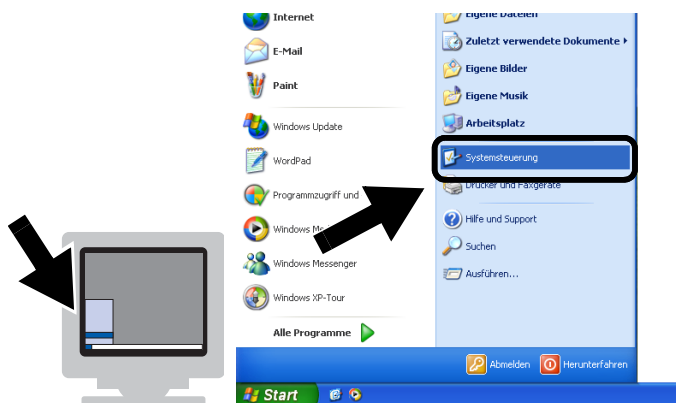 Internet
E-Mail
Paint
Windows Update
WordPad
Programmzugriff und
Windows
Windows Messenger
Windows XP-Tour
Alle Programme
Eigene Dateien
Zuletzt verwendete Dokumente
Eigene Bilder
Eigene Musik
Arbeitsplatz
Systemsteuerung
Drucker und Faxgeräte
Hilfe und Support
Suchen
Ausführen...
Abmelden
Herunterfahren
Start